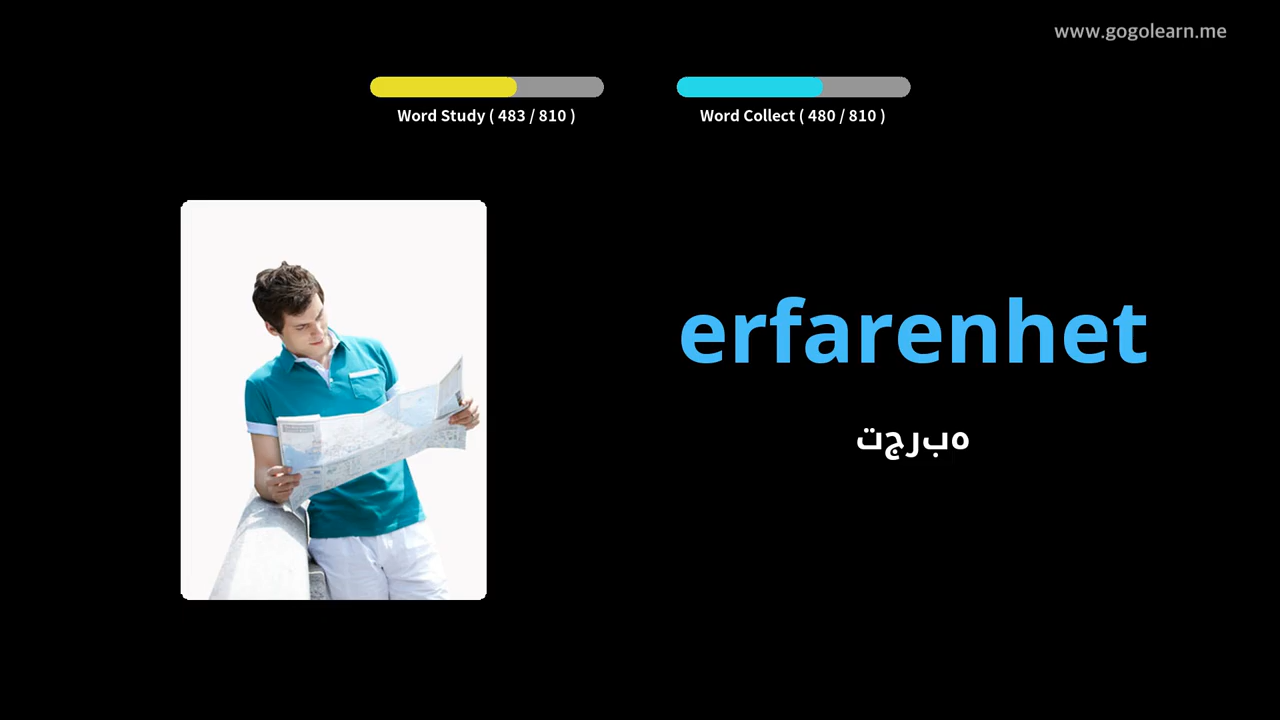 www.gogolearn.me
Word Study ( 483 / 810 )
Word Collect ( 480 / 810 )
erfarenhet
تجربه